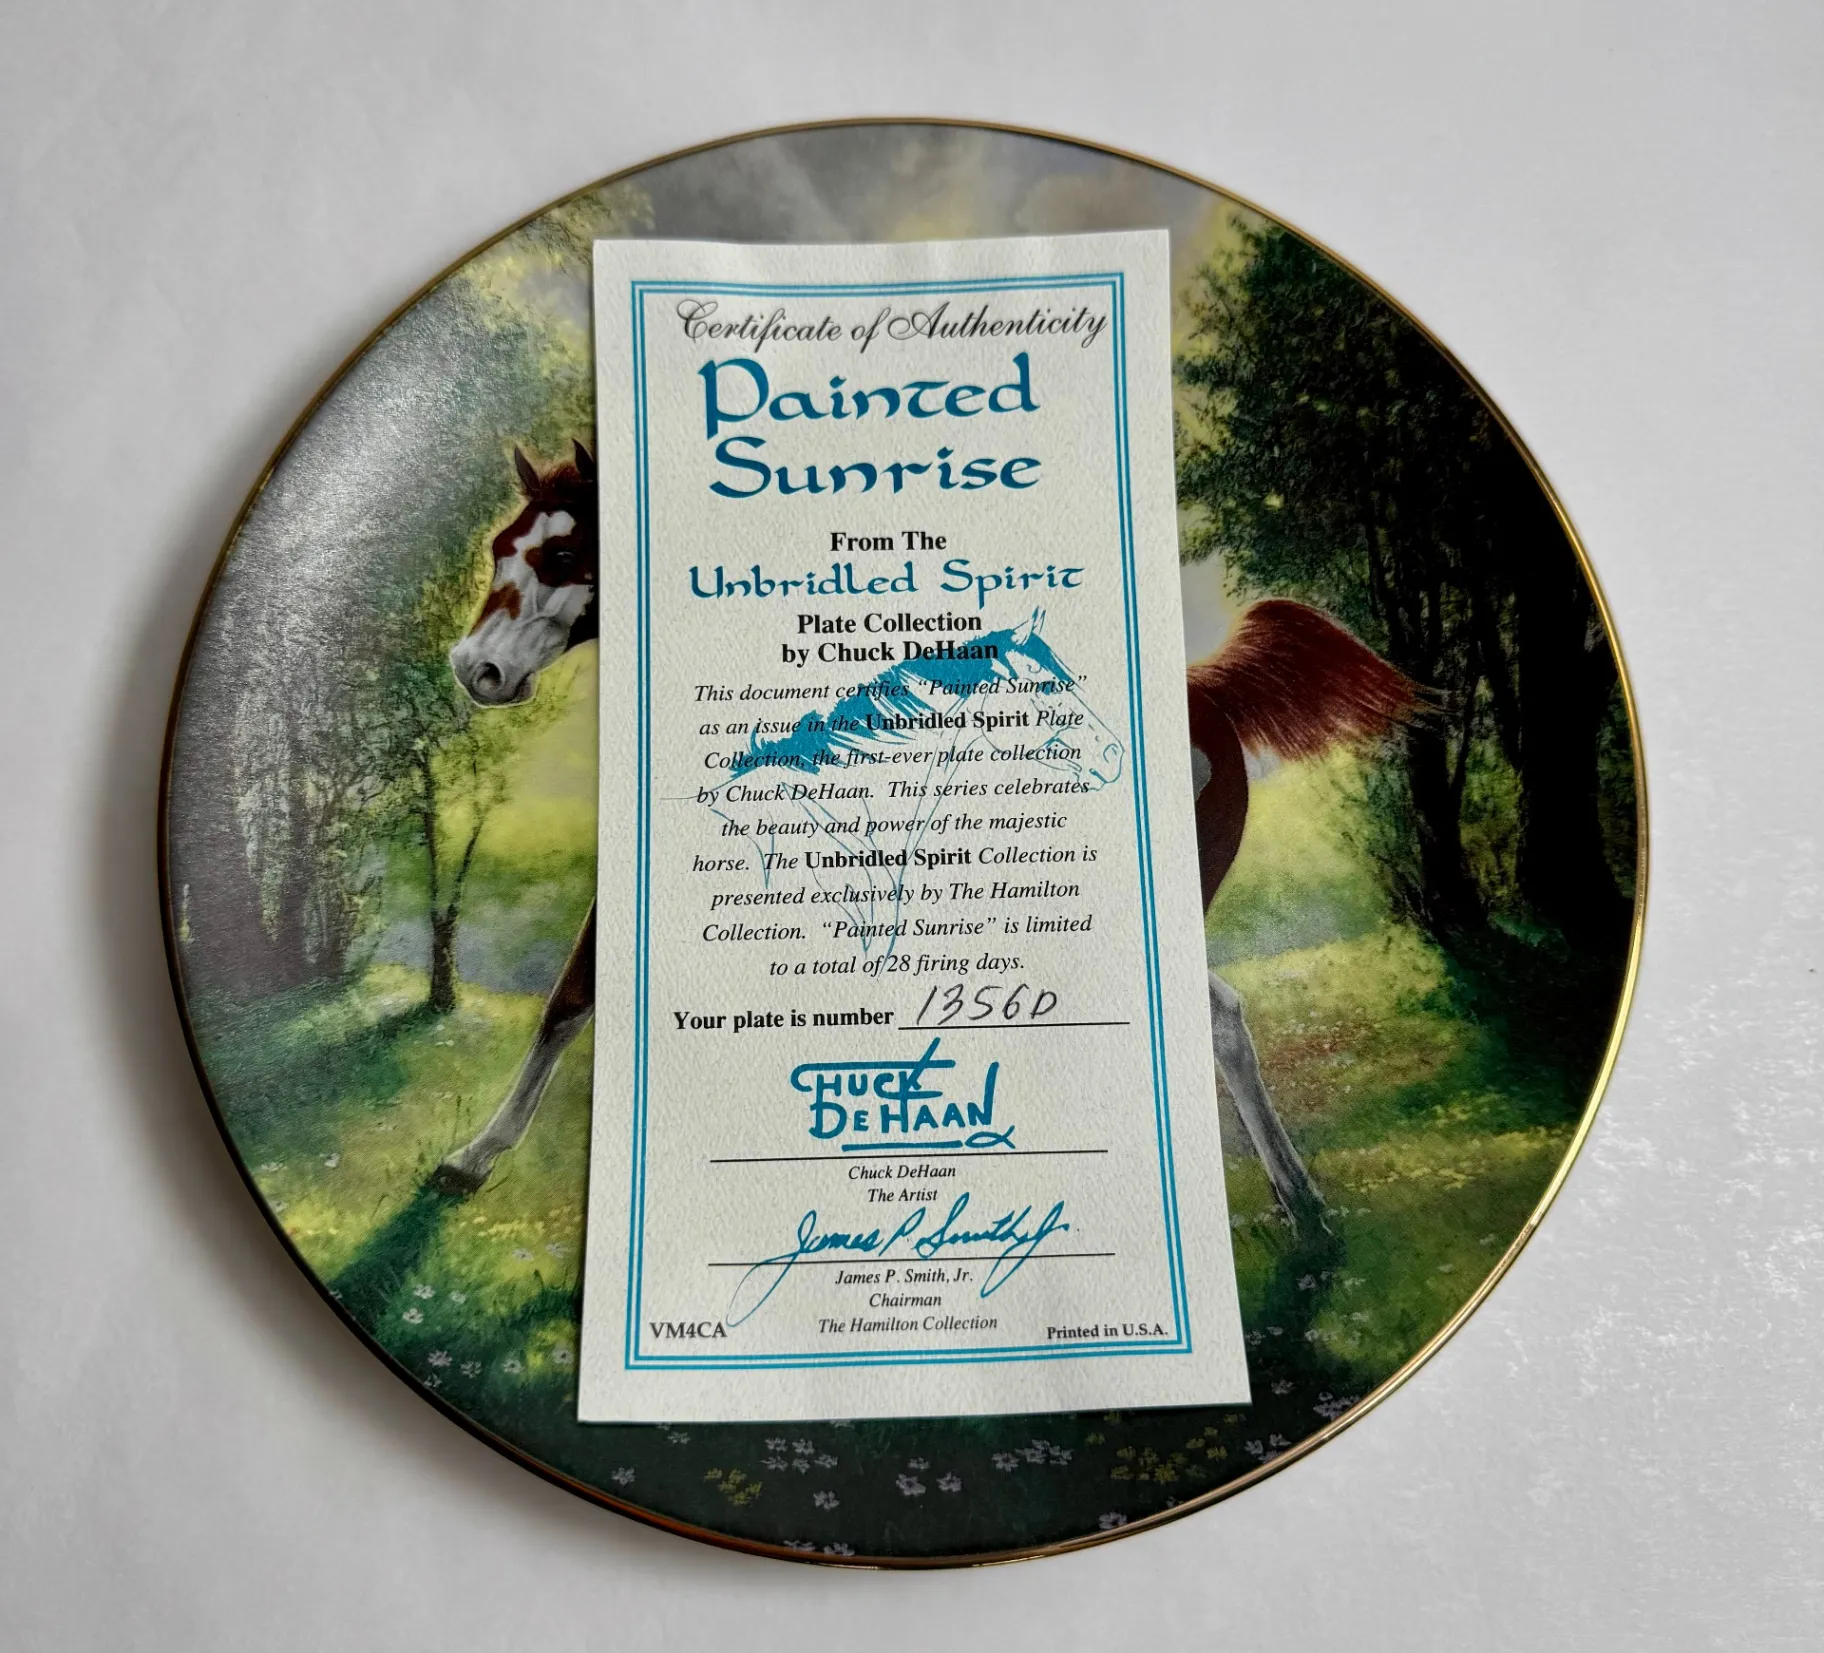 Certificate of Authenticity
Painted
Sunrise
From The
Unbridled Spirit
Plate Collection
by Chuck DeHaan
This document certifies "Painted Sunrise"
as an issue in the Unbridled Spirit Plate
Collection, the first-ever plate collection
by Chuck DeHaan. This series celebrates
the beauty and power of the majestic
horse. The Unbridled Spirit Collection is
presented exclusively by The Hamilton
Collection. "Painted Sunrise" is limited
to a total of 28 firing days.
Your plate is number 1356D
CHUCK
DEHAAN
Chuck DeHaan
The Artist
James P. Smith, Jr.
James P. Smith, Jr.
Chairman
The Hamilton Collection
VM4CA
Printed in U.S.A.